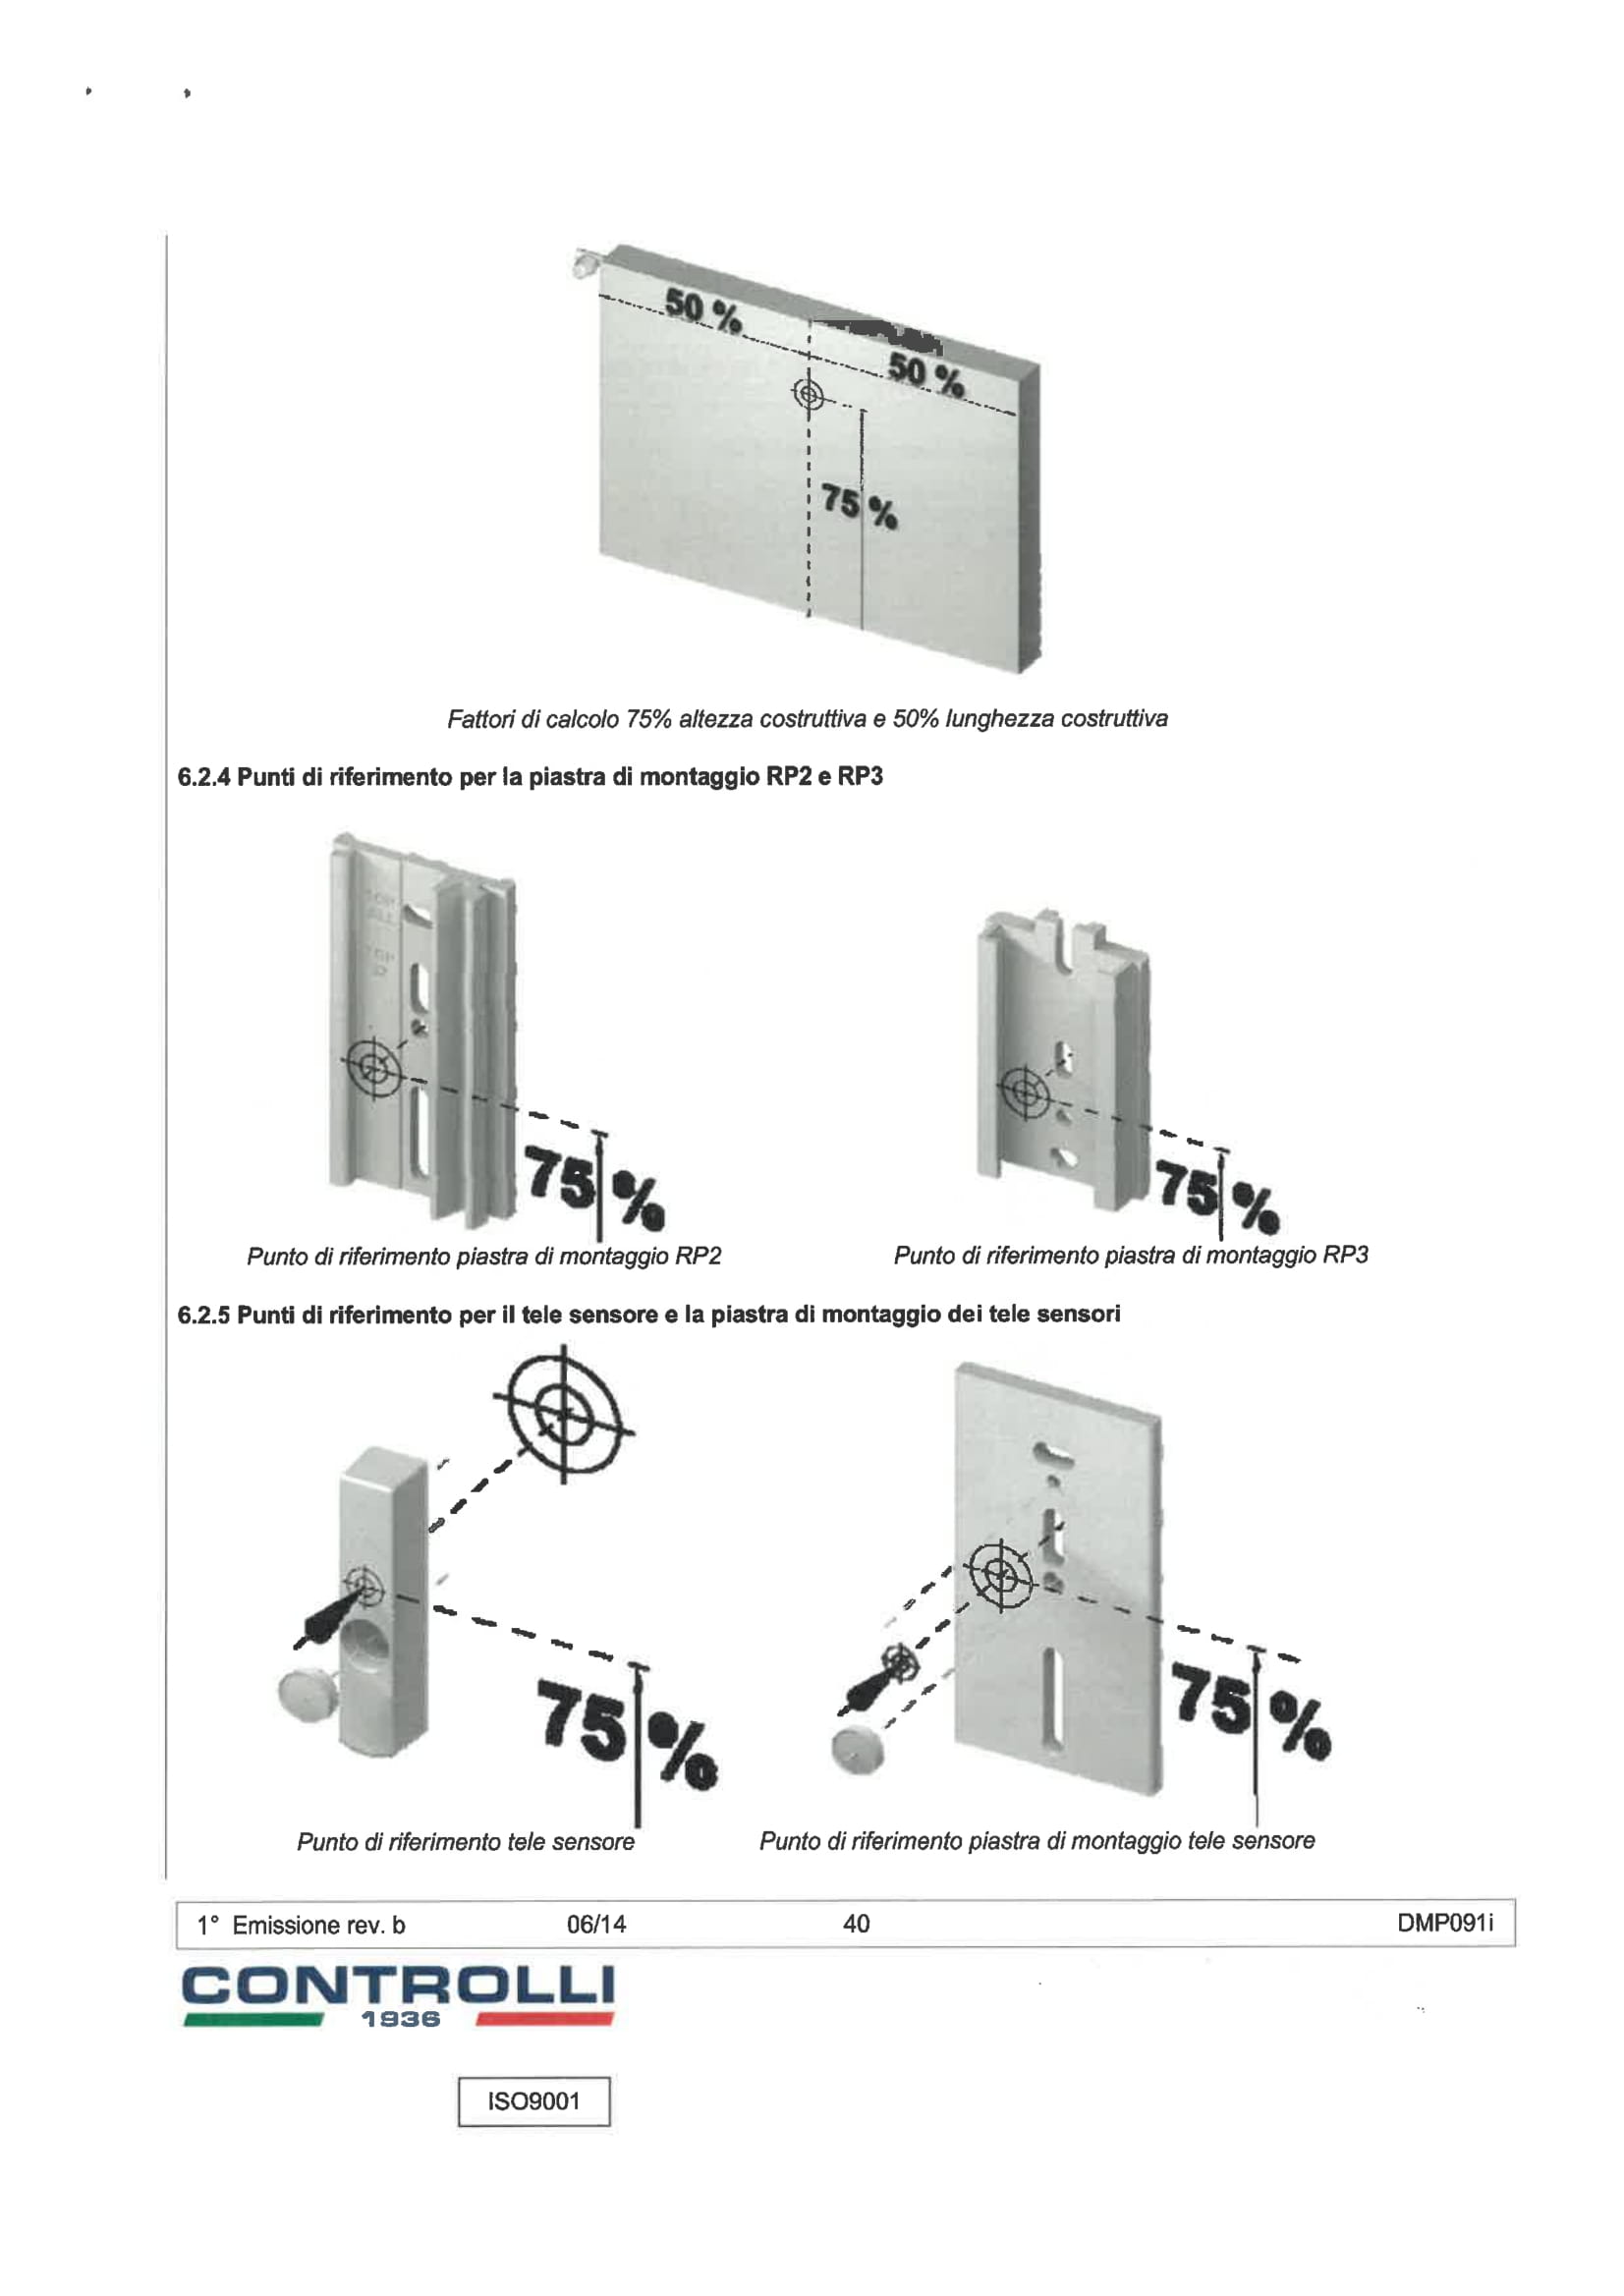 50 %
50 %
75 %
Fattori di calcolo 75% altezza costruttiva e 50% lunghezza costruttiva
6.2.4 Punti di riferimento per la piastra di montaggio RP2 e RP3
TOP
75 %
75 %
Punto di riferimento piastra di montaggio RP2
Punto di riferimento piastra di montaggio RP3
6.2.5 Punti di riferimento per il tele sensore e la piastra di montaggio dei tele sensori
75 %
75 %
Punto di riferimento tele sensore
Punto di riferimento piastra di montaggio tele sensore
1° Emissione rev. b 06/14 40 DMP091i
CONTROLLI
1936
ISO9001